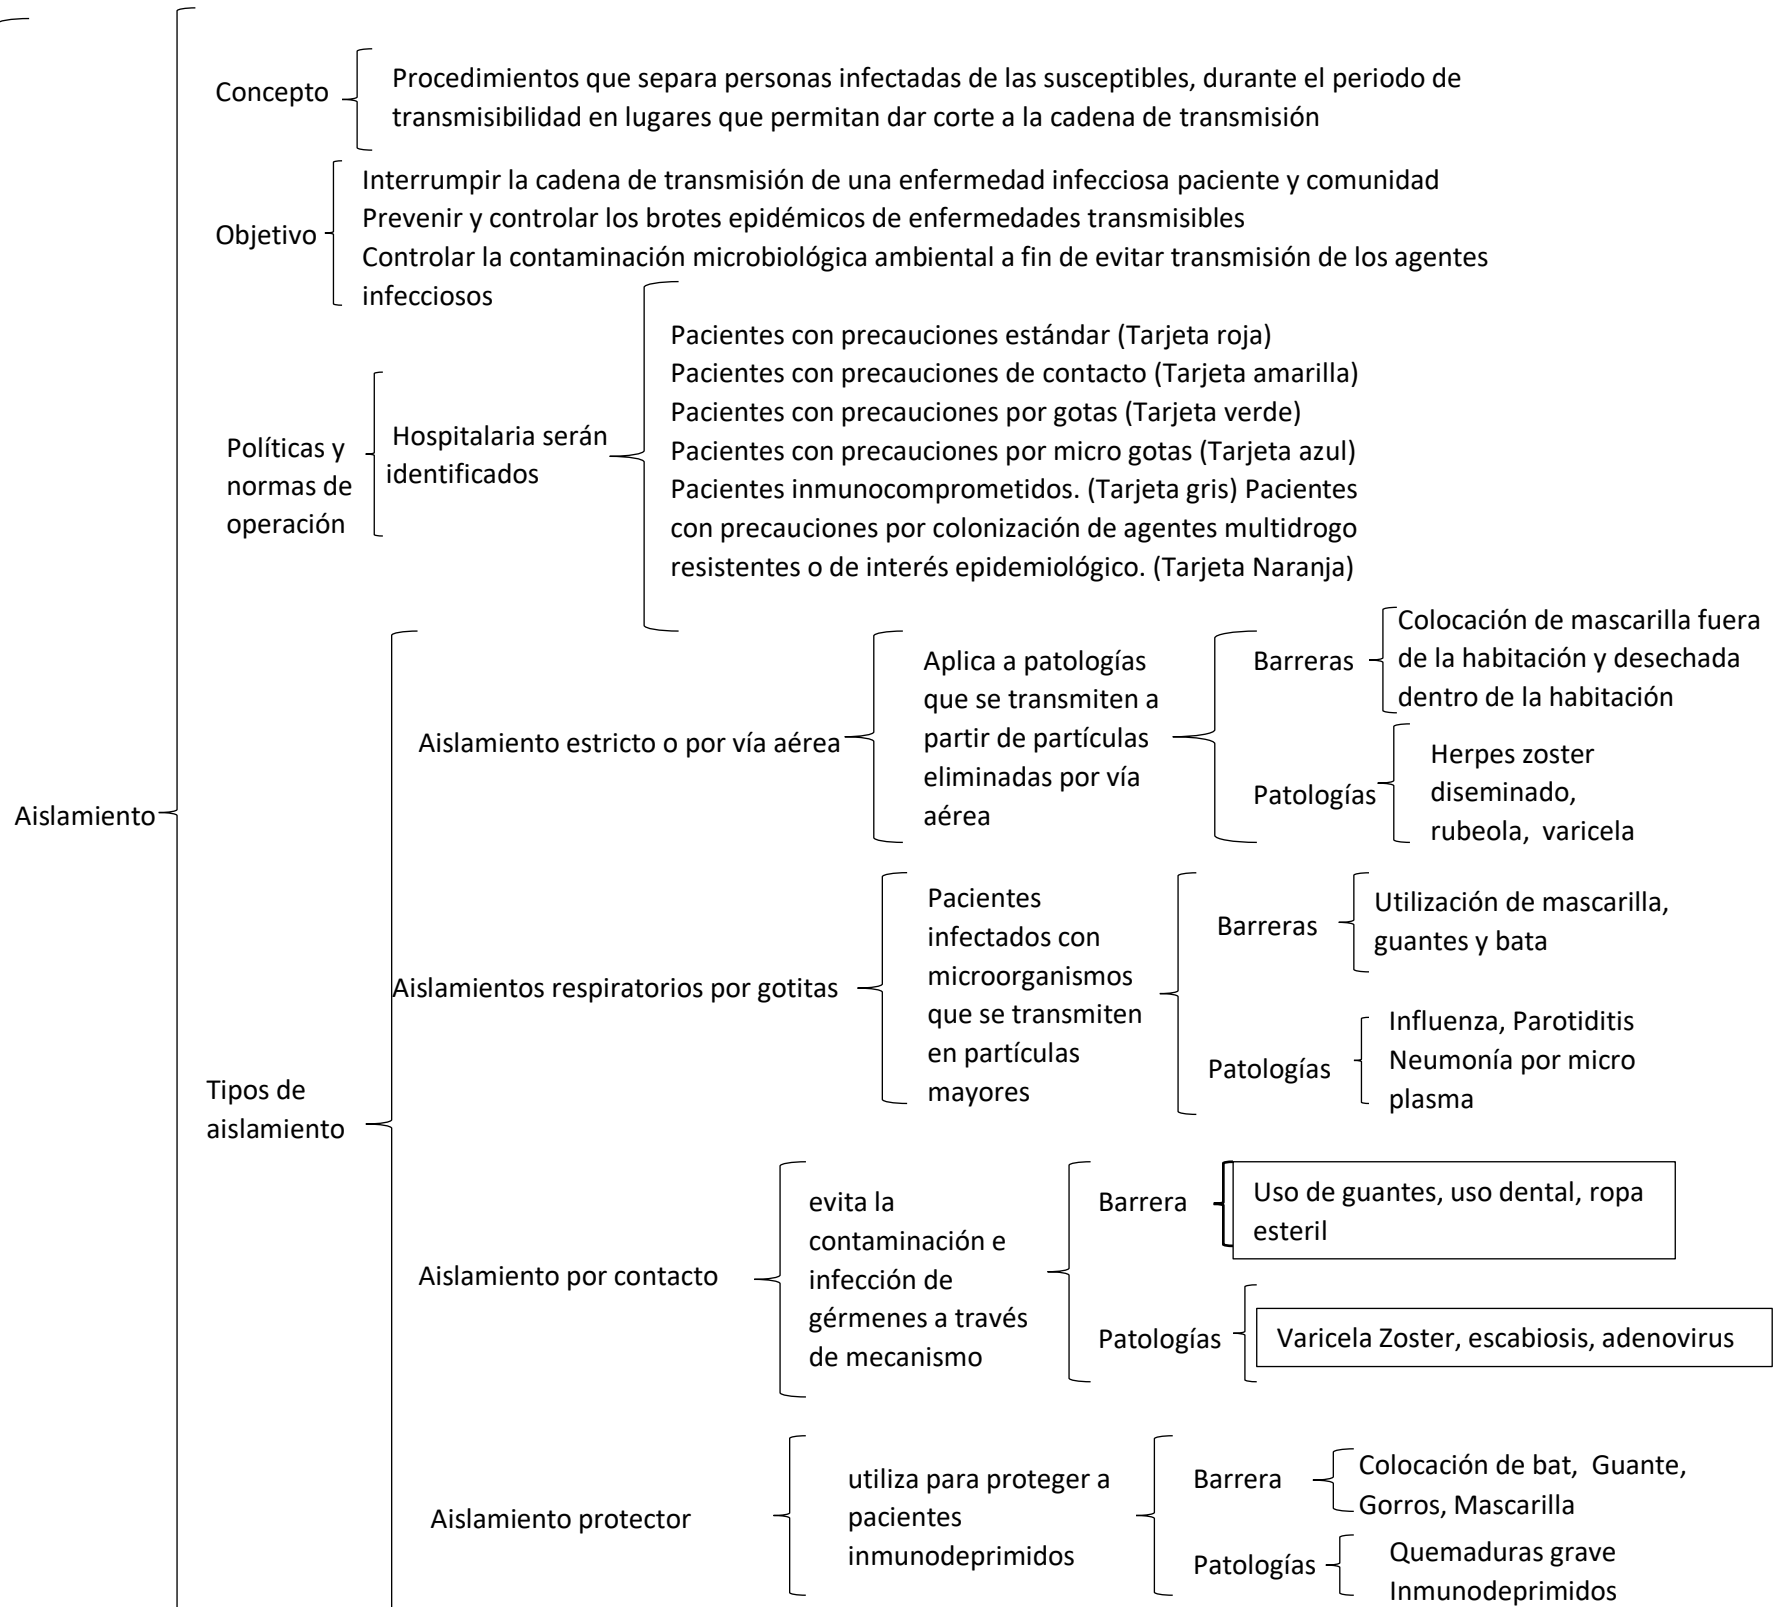 Aislamiento
Concepto
Procedimientos que separa personas infectadas de las susceptibles, durante el periodo de
transmisibilidad en lugares que permitan dar corte a la cadena de transmisión
Objetivo
Interrumpir la cadena de transmisión de una enfermedad infecciosa paciente y comunidad
Prevenir y controlar los brotes epidémicos de enfermedades transmisibles
Controlar la contaminación microbiológica ambiental a fin de evitar transmisión de los agentes
infecciosos
Políticas y
normas de
operación
Hospitalaria serán
identificados
Pacientes con precauciones estándar (Tarjeta roja)
Pacientes con precauciones de contacto (Tarjeta amarilla)
Pacientes con precauciones por gotas (Tarjeta verde)
Pacientes con precauciones por micro gotas (Tarjeta azul)
Pacientes inmunocomprometidos. (Tarjeta gris) Pacientes
con precauciones por colonización de agentes multidrogo
resistentes o de interés epidemiológico. (Tarjeta Naranja)
Tipos de
aislamiento
Aislamiento estricto o por vía aérea
Aplica a patologías
que se transmiten a
partir de partículas
eliminadas por vía
aérea
Barreras
Colocación de mascarilla fuera
de la habitación y desechada
dentro de la habitación
Patologías
Herpes zoster
diseminado,
rubeola, varicela
Aislamientos respiratorios por gotitas
Pacientes
infectados con
microorganismos
que se transmiten
en partículas
mayores
Barreras
Utilización de mascarilla,
guantes y bata
Patologías
Influenza, Parotiditis
Neumonía por micro
plasma
Aislamiento por contacto
evita la
contaminación e
infección de
gérmenes a través
de mecanismo
Barrera
Uso de guantes, uso dental, ropa
esteril
Patologías
Varicela Zoster, escabiosis, adenovirus
Aislamiento protector
utiliza para proteger a
pacientes
inmunodeprimidos
Barrera
Colocación de bat, Guante,
Gorros, Mascarilla
Patologías
Quemaduras grave
Inmunodeprimidos